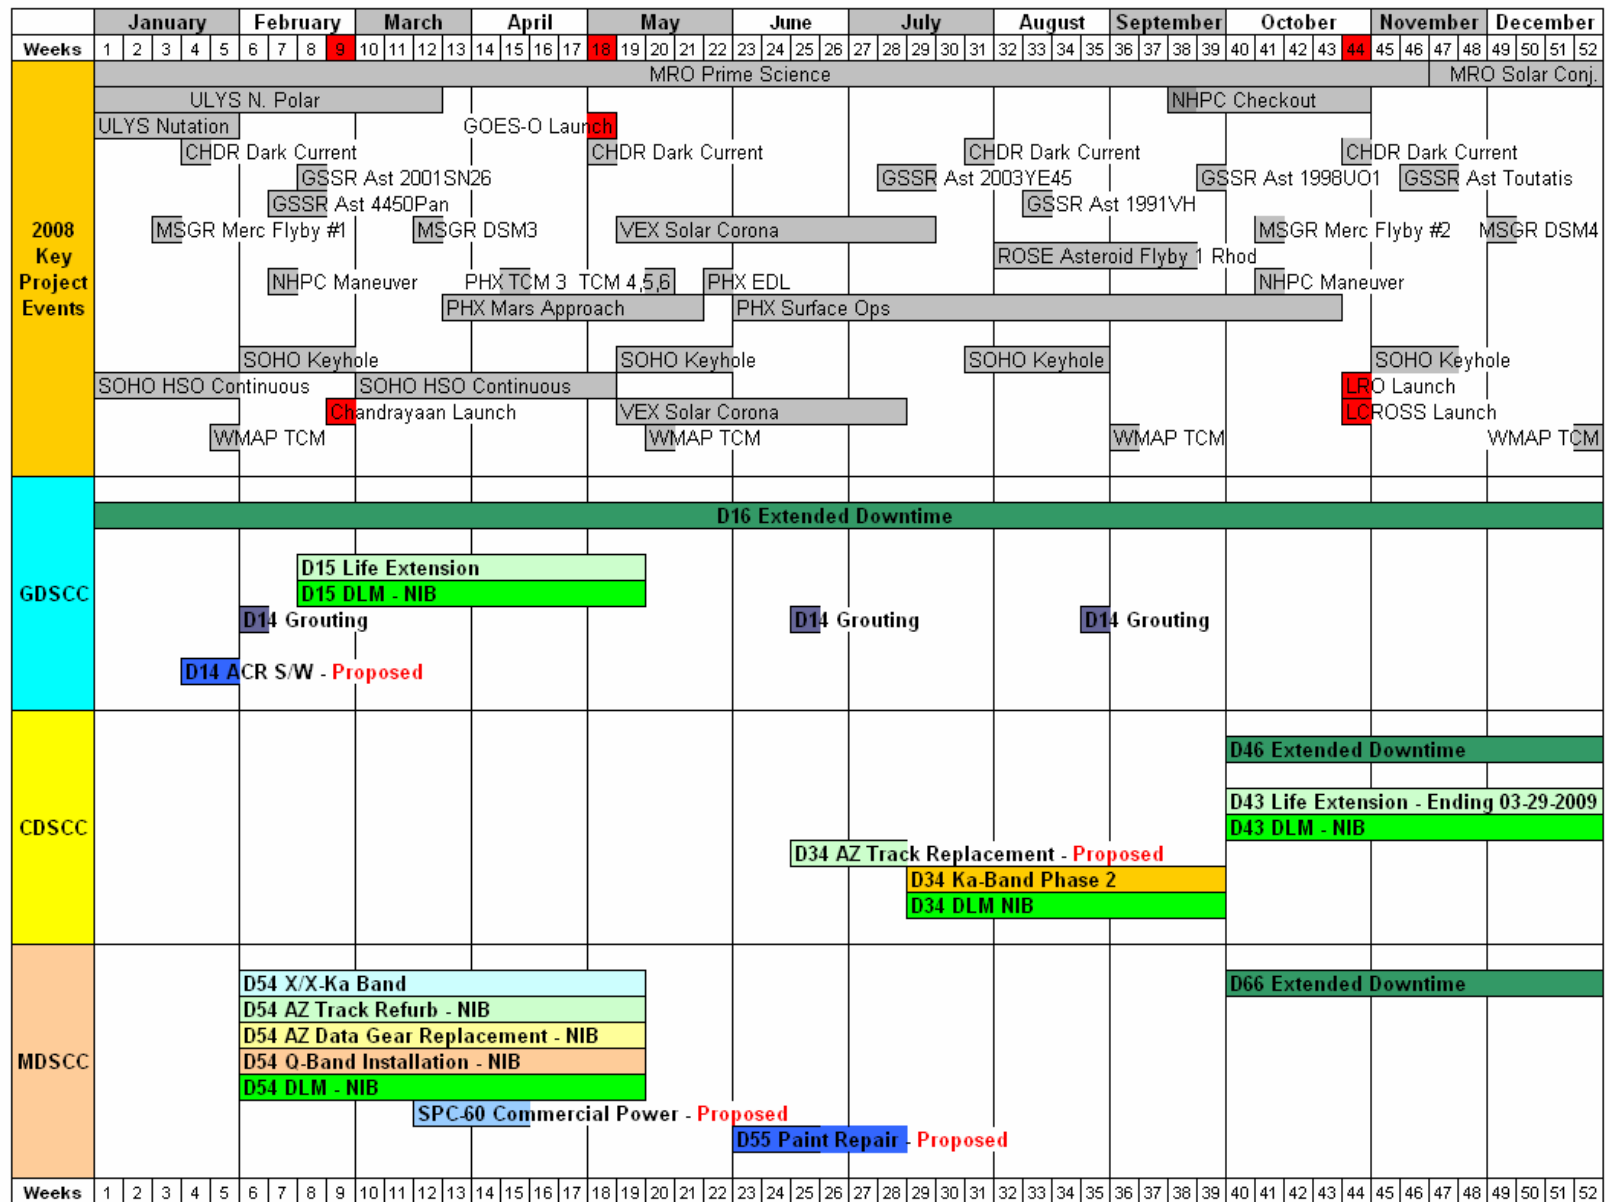 January February March April May June July August September October November December
Weeks 1 2 3 4 5 6 7 8 9 10 11 12 13 14 15 16 17 18 19 20 21 22 23 24 25 26 27 28 29 30 31 32 33 34 35 36 37 38 39 40 41 42 43 44 45 46 47 48 49 50 51 52
2008 Key Project Events
MRO Prime Science MRO Solar Conj.
ULYS N. Polar NHPC Checkout
ULYS Nutation GOES-O Launch
CHDR Dark Current CHDR Dark Current CHDR Dark Current CHDR Dark Current
GSSR Ast 2001SN26 GSSR Ast 2003YE45 GSSR Ast 1998UO1 GSSR Ast Toutatis
GSSR Ast 4450Pan GSSR Ast 1991VH
MSGR Merc Flyby #1 MSGR DSM3 VEX Solar Corona MSGR Merc Flyby #2 MSGR DSM4
ROSE Asteroid Flyby 1 Rhod
NHPC Maneuver PHX TCM 3 TCM 4,5,6 PHX EDL NHPC Maneuver
PHX Mars Approach PHX Surface Ops
SOHO Keyhole SOHO Keyhole SOHO Keyhole SOHO Keyhole
SOHO HSO Continuous SOHO HSO Continuous LRO Launch
Chandrayaan Launch VEX Solar Corona LCROSS Launch
WMAP TCM WMAP TCM WMAP TCM WMAP TCM
GDSCC
D16 Extended Downtime
D15 Life Extension
D15 DLM - NIB
D14 Grouting D14 Grouting D14 Grouting
D14 ACR S/W - Proposed
CDSCC
D46 Extended Downtime
D43 Life Extension - Ending 03-29-2009
D43 DLM - NIB
D34 AZ Track Replacement - Proposed
D34 Ka-Band Phase 2
D34 DLM NIB
MDSCC
D54 X/X-Ka Band D66 Extended Downtime
D54 AZ Track Refurb - NIB
D54 AZ Data Gear Replacement - NIB
D54 Q-Band Installation - NIB
D54 DLM - NIB
SPC-60 Commercial Power - Proposed
D55 Paint Repair - Proposed
Weeks 1 2 3 4 5 6 7 8 9 10 11 12 13 14 15 16 17 18 19 20 21 22 23 24 25 26 27 28 29 30 31 32 33 34 35 36 37 38 39 40 41 42 43 44 45 46 47 48 49 50 51 52